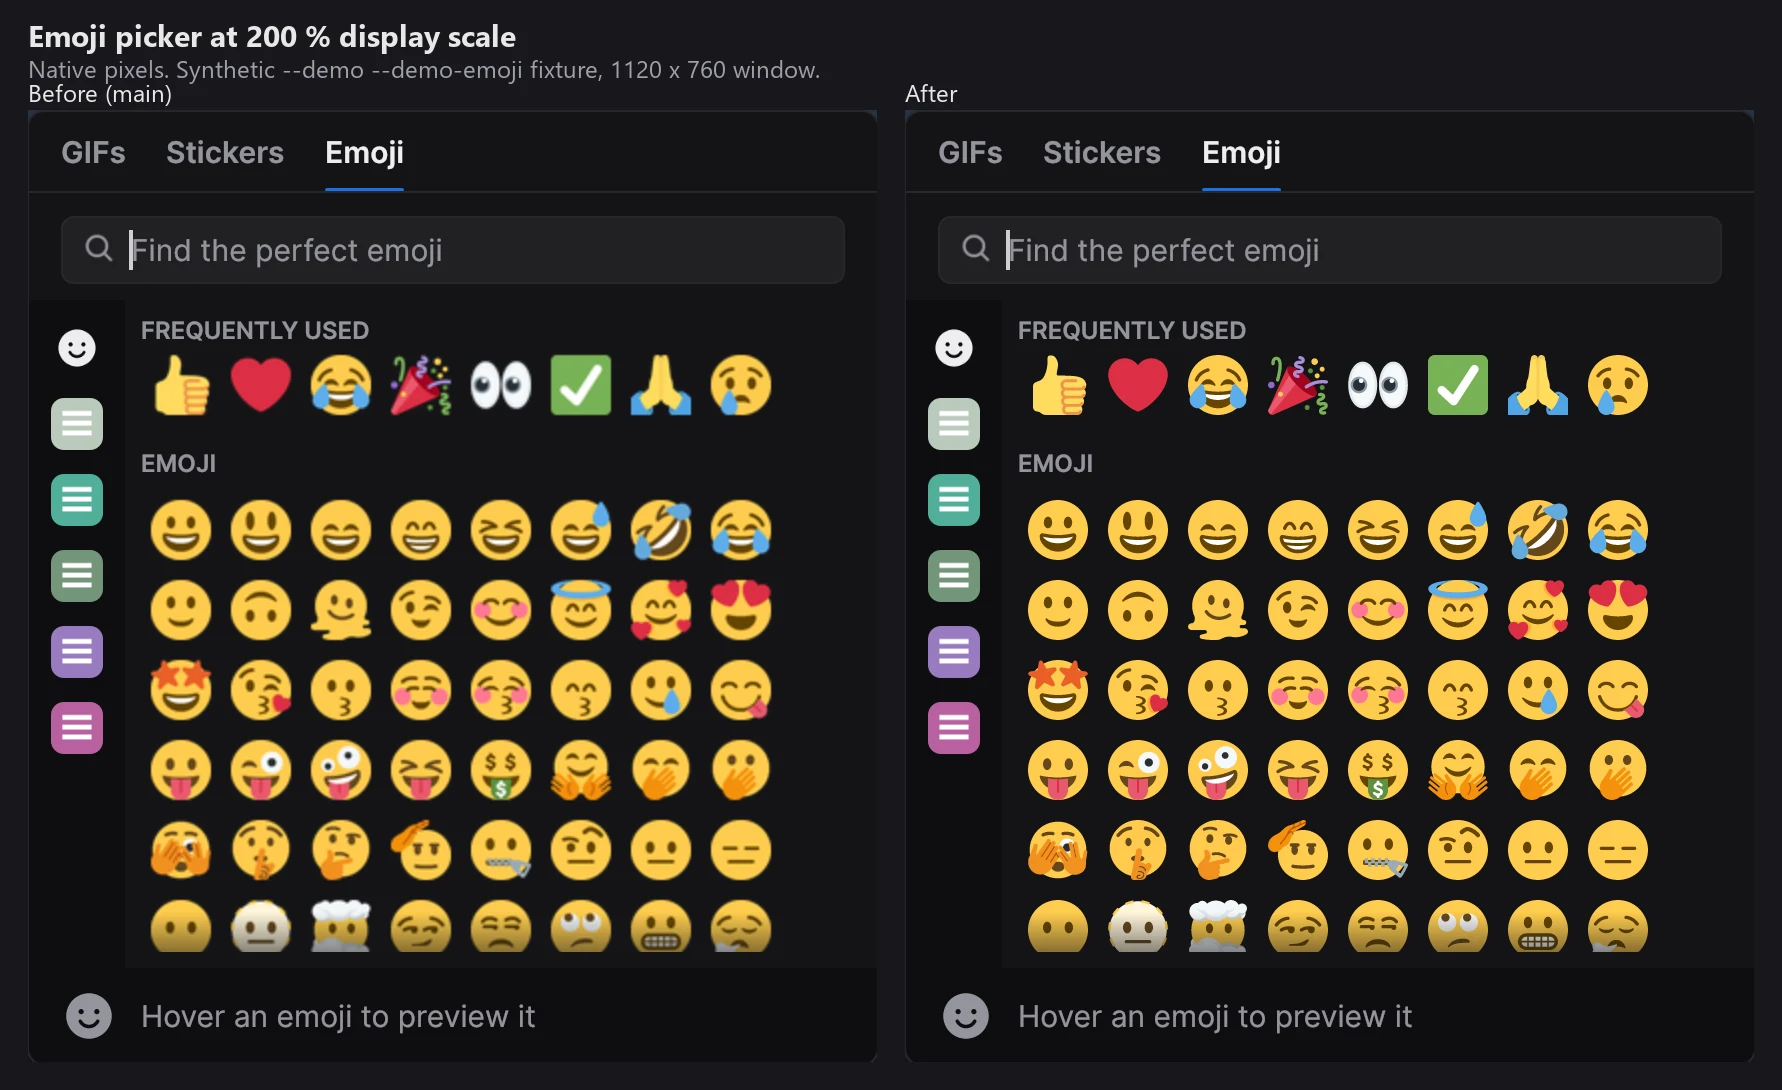 Emoji picker at 200 % display scale
Native pixels. Synthetic --demo --demo-emoji fixture, 1120 x 760 window.
Before (main)
GIFs Stickers Emoji
Find the perfect emoji
FREQUENTLY USED
EMOJI
Hover an emoji to preview it
After
GIFs Stickers Emoji
Find the perfect emoji
FREQUENTLY USED
EMOJI
Hover an emoji to preview it